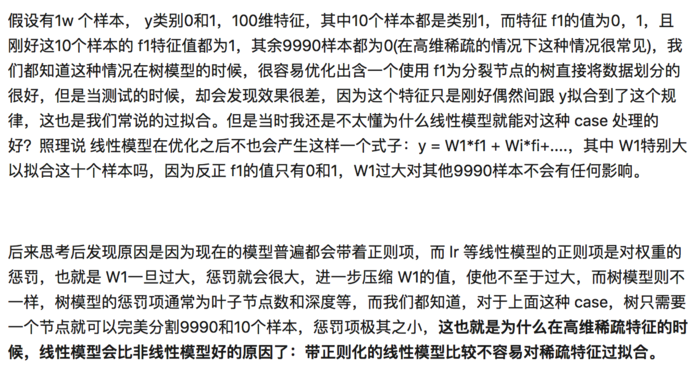 假设有1w 个样本， y类别0和1，100维特征，其中10个样本都是类别1，而特征 f1的值为0，1，且
刚好这10个样本的 f1特征值都为1，其余9990样本都为0(在高维稀疏的情况下这种情况很常见)，我
们都知道这种情况在树模型的时候，很容易优化出含一个使用 f1为分裂节点的树直接将数据划分的
很好，但是当测试的时候，却会发现效果很差，因为这个特征只是刚好偶然间跟 y拟合到了这个规
律，这也是我们常说的过拟合。但是当时我还是不太懂为什么线性模型就能对这种 case 处理的
好？照理说 线性模型在优化之后不也会产生这样一个式子：y = W1*f1 + Wi*fi+....，其中 W1特别大
以拟合这十个样本吗，因为反正 f1的值只有0和1，W1过大对其他9990样本不会有任何影响。
后来思考后发现原因是因为现在的模型普遍都会带着正则项，而 lr 等线性模型的正则项是对权重的
惩罚，也就是 W1一旦过大，惩罚就会很大，进一步压缩 W1的值，使他不至于过大，而树模型则不
一样，树模型的惩罚项通常为叶子节点数和深度等，而我们都知道，对于上面这种 case，树只需要
一个节点就可以完美分割9990和10个样本，惩罚项极其之小，这也就是为什么在高维稀疏特征的时
候，线性模型会比非线性模型好的原因了：带正则化的线性模型比较不容易对稀疏特征过拟合。